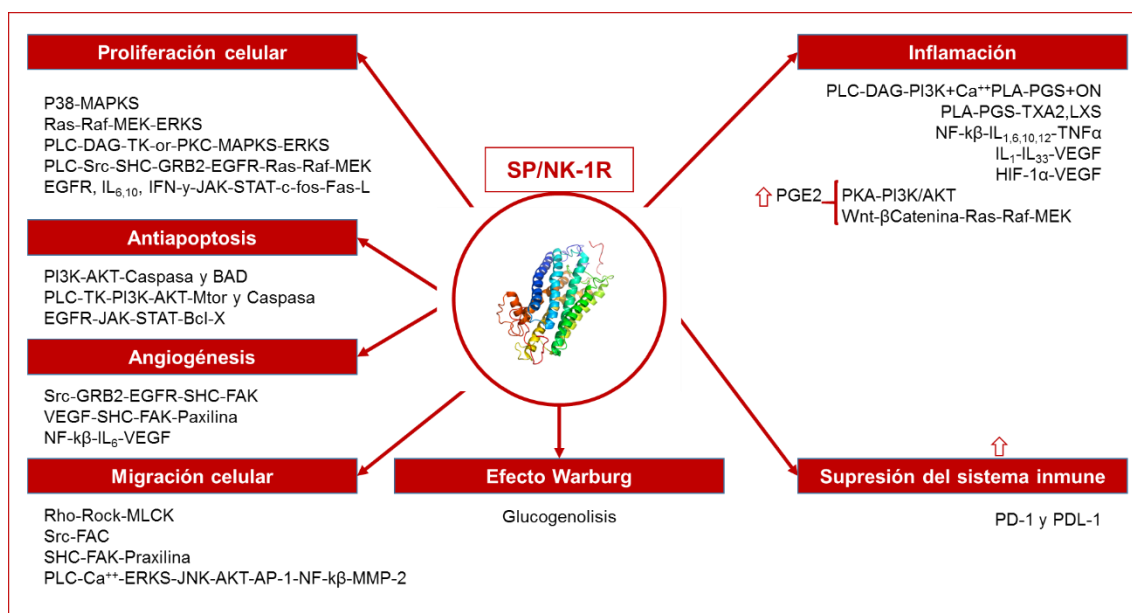 Proliferación celular
P38-MAPKS
Ras-Raf-MEK-ERKS
PLC-DAG-TK-or-PKC-MAPKS-ERKS
PLC-Src-SHC-GRB2-EGFR-Ras-Raf-MEK
EGFR, IL6,10, IFN-y-JAK-STAT-c-fos-Fas-L
Antiapoptosis
PI3K-AKT-Caspasa y BAD
PLC-TK-PI3K-AKT-Mtor y Caspasa
EGFR-JAK-STAT-Bcl-X
Angiogénesis
Src-GRB2-EGFR-SHC-FAK
VEGF-SHC-FAK-Paxilina
NF-kβ-IL6-VEGF
Migración celular
Rho-Rock-MLCK
Src-FAC
SHC-FAK-Praxilina
PLC-Ca++-ERKS-JNK-AKT-AP-1-NF-kβ-MMP-2
SP/NK-1R
Efecto Warburg
Glucogenolisis
Inflamación
PLC-DAG-PI3K+Ca++PLA-PGS+ON
PLA-PGS-TXA2,LXS
NF-kβ-IL1,6,10,12-TNFα
IL1-IL33-VEGF
HIF-1α-VEGF
⇧ PGE2 PKA-PI3K/AKT
Wnt-βCatenina-Ras-Raf-MEK
⇧
Supresión del sistema inmune
PD-1 y PDL-1